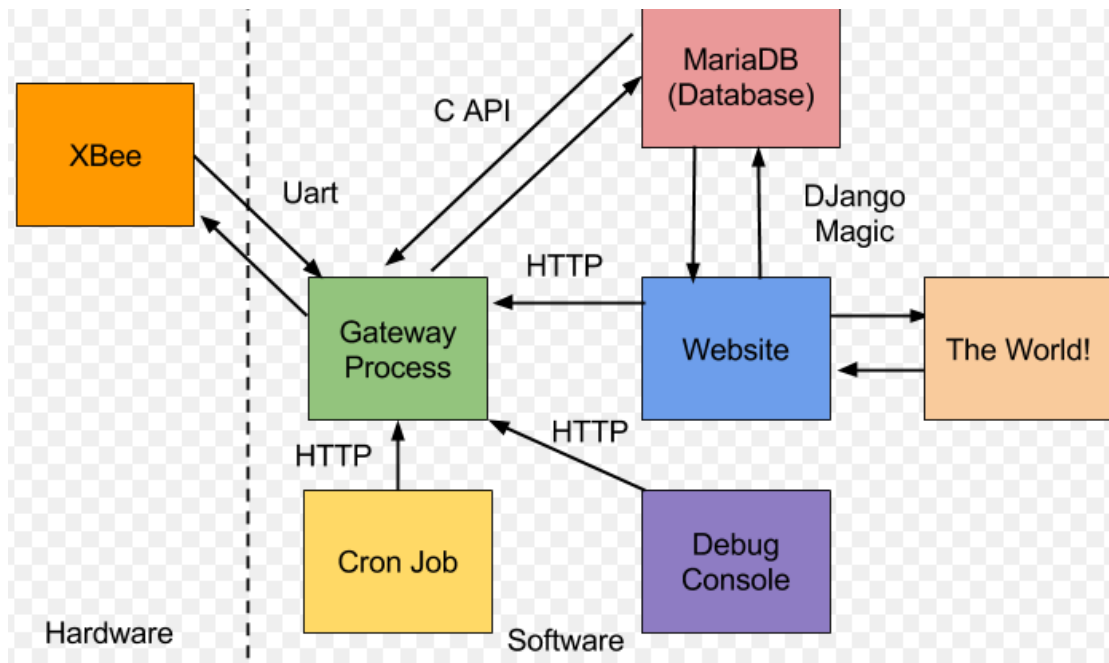 MariaDB
(Database)
C API
XBee
Uart
DJango
Magic
HTTP
Gateway
Process
Website
The World!
HTTP
HTTP
Cron Job
Debug
Console
Hardware
Software